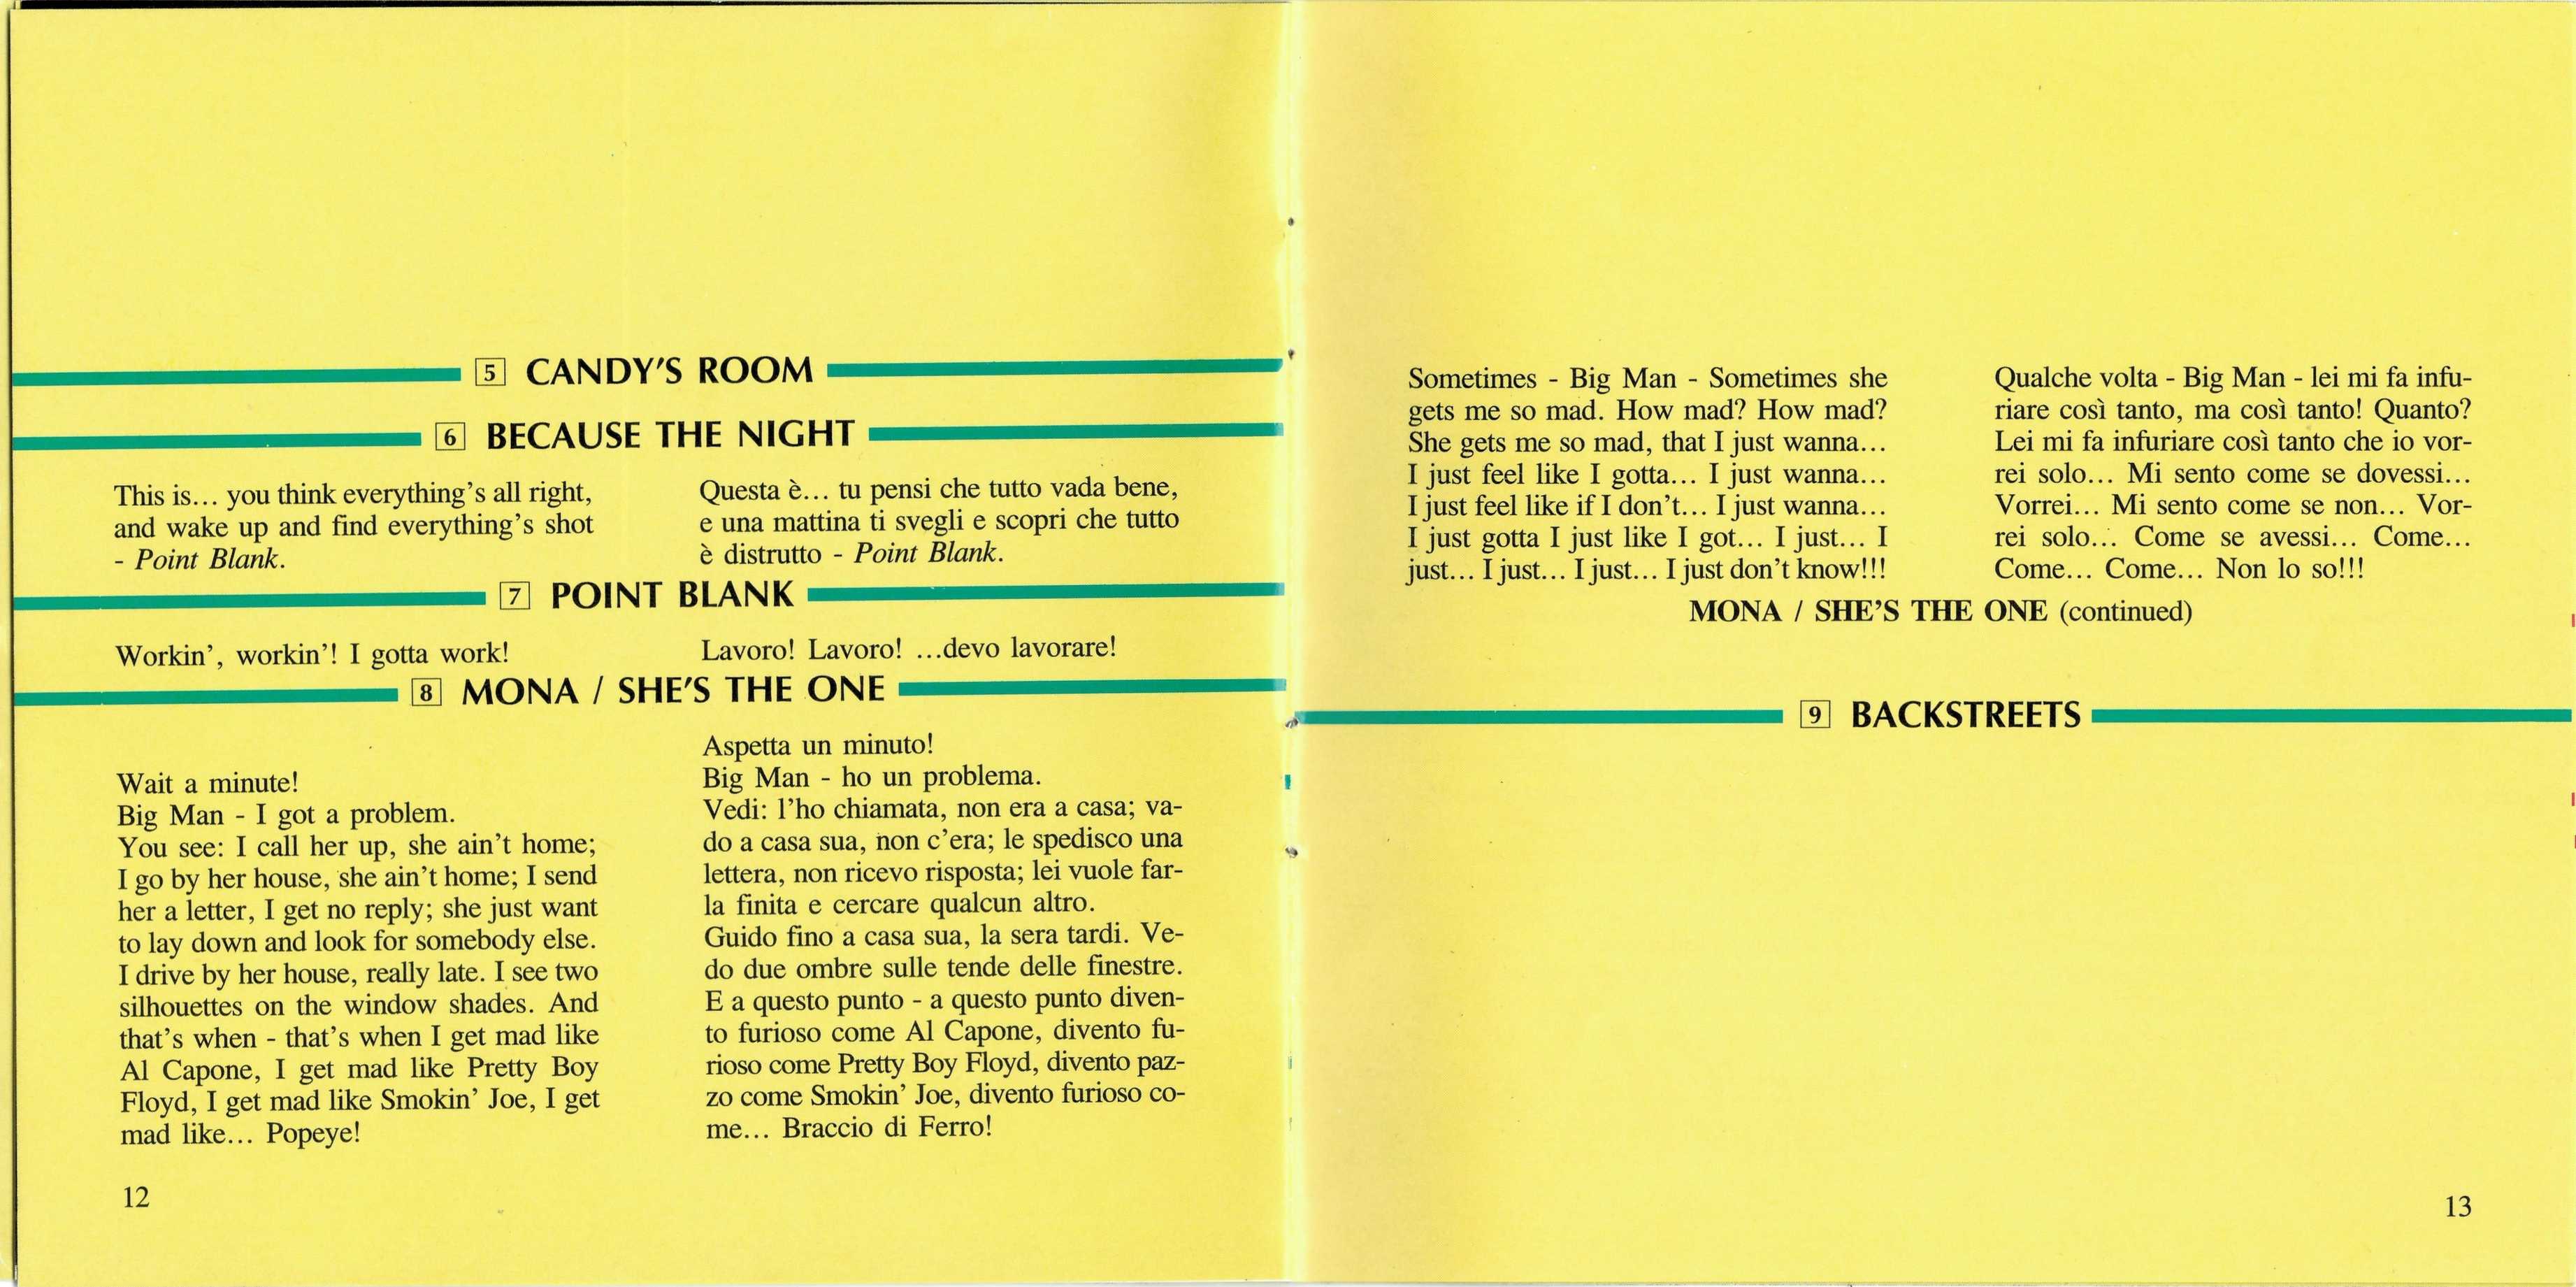 5 CANDY'S ROOM
6 BECAUSE THE NIGHT
This is... you think everything's all right,
and wake up and find everything's shot
- Point Blank.
Questa è... tu pensi che tutto vada bene,
e una mattina ti svegli e scopri che tutto
è distrutto - Point Blank.
7 POINT BLANK
Workin', workin'! I gotta work!
Lavoro! Lavoro! ...devo lavorare!
8 MONA / SHE'S THE ONE
Wait a minute!
Big Man - I got a problem.
You see: I call her up, she ain't home;
I go by her house, she ain't home; I send
her a letter, I get no reply; she just want
to lay down and look for somebody else.
I drive by her house, really late. I see two
silhouettes on the window shades. And
that's when - that's when I get mad like
Al Capone, I get mad like Pretty Boy
Floyd, I get mad like Smokin' Joe, I get
mad like... Popeye!
Aspetta un minuto!
Big Man - ho un problema.
Vedi: l'ho chiamata, non era a casa; va-
do a casa sua, non c'era; le spedisco una
lettera, non ricevo risposta; lei vuole far-
la finita e cercare qualcun altro.
Guido fino a casa sua, la sera tardi. Ve-
do due ombre sulle tende delle finestre.
E a questo punto - a questo punto diven-
to furioso come Al Capone, divento fu-
rioso come Pretty Boy Floyd, divento paz-
zo come Smokin' Joe, divento furioso co-
me... Braccio di Ferro!
12
Sometimes - Big Man - Sometimes she
gets me so mad. How mad? How mad?
She gets me so mad, that I just wanna...
I just feel like I gotta... I just wanna...
I just feel like if I don't... I just wanna...
I just gotta I just like I got... I just... I
just... I just... I just... I just don't know!!!
Qualche volta - Big Man - lei mi fa infu-
riare così tanto, ma così tanto! Quanto?
Lei mi fa infuriare così tanto che io vor-
rei solo... Mi sento come se dovessi...
Vorrei... Mi sento come se non... Vor-
rei solo... Come se avessi... Come...
Come... Come... Non lo so!!!
MONA / SHE'S THE ONE (continued)
9 BACKSTREETS
13